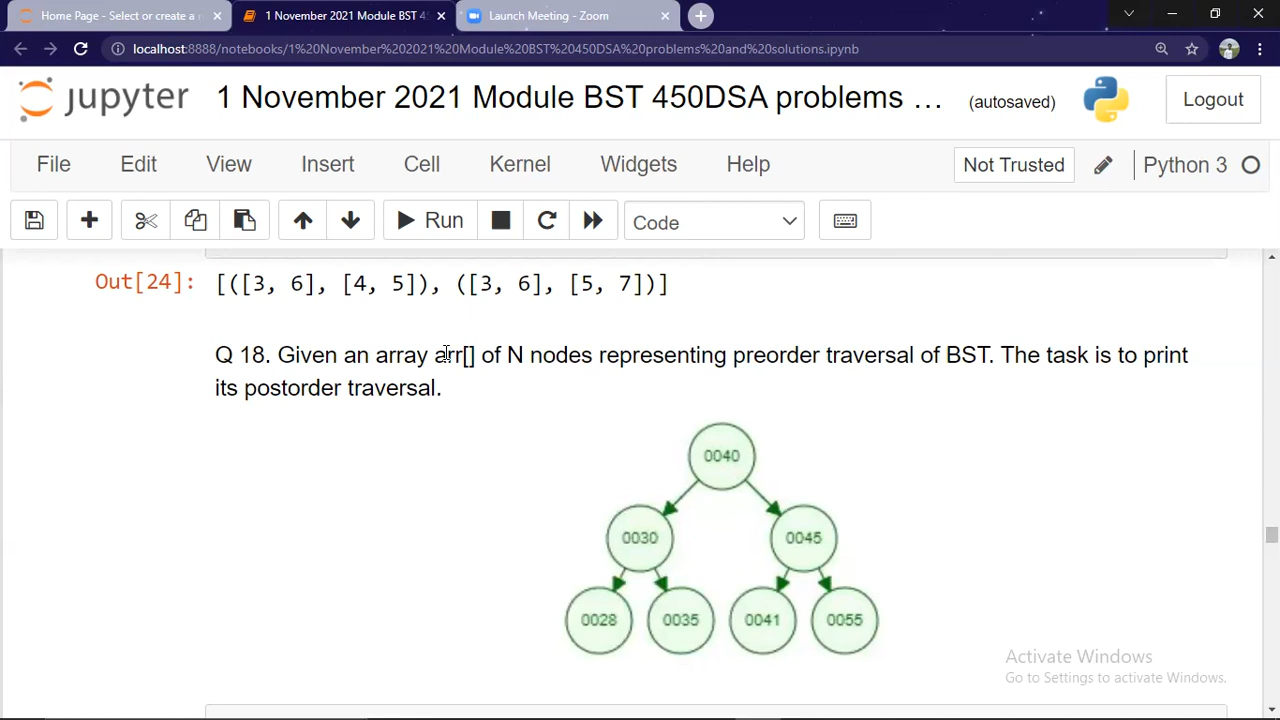 Home Page - Select or create a n
1 November 2021 Module BST 45
Launch Meeting - Zoom
localhost:8888/notebooks/1%20November%202021%20Module%20BST%20450DSA%20problems%20and%20solutions.ipynb
jupyter 1 November 2021 Module BST 450DSA problems ... (autosaved) Logout
File Edit View Insert Cell Kernel Widgets Help Not Trusted Python 3
Run Code
Out[24]: [([3, 6], [4, 5]), ([3, 6], [5, 7])]
Q 18. Given an array arr[] of N nodes representing preorder traversal of BST. The task is to print
its postorder traversal.
0040
0030 0045
0028 0035 0041 0055
Activate Windows
Go to Settings to activate Windows.